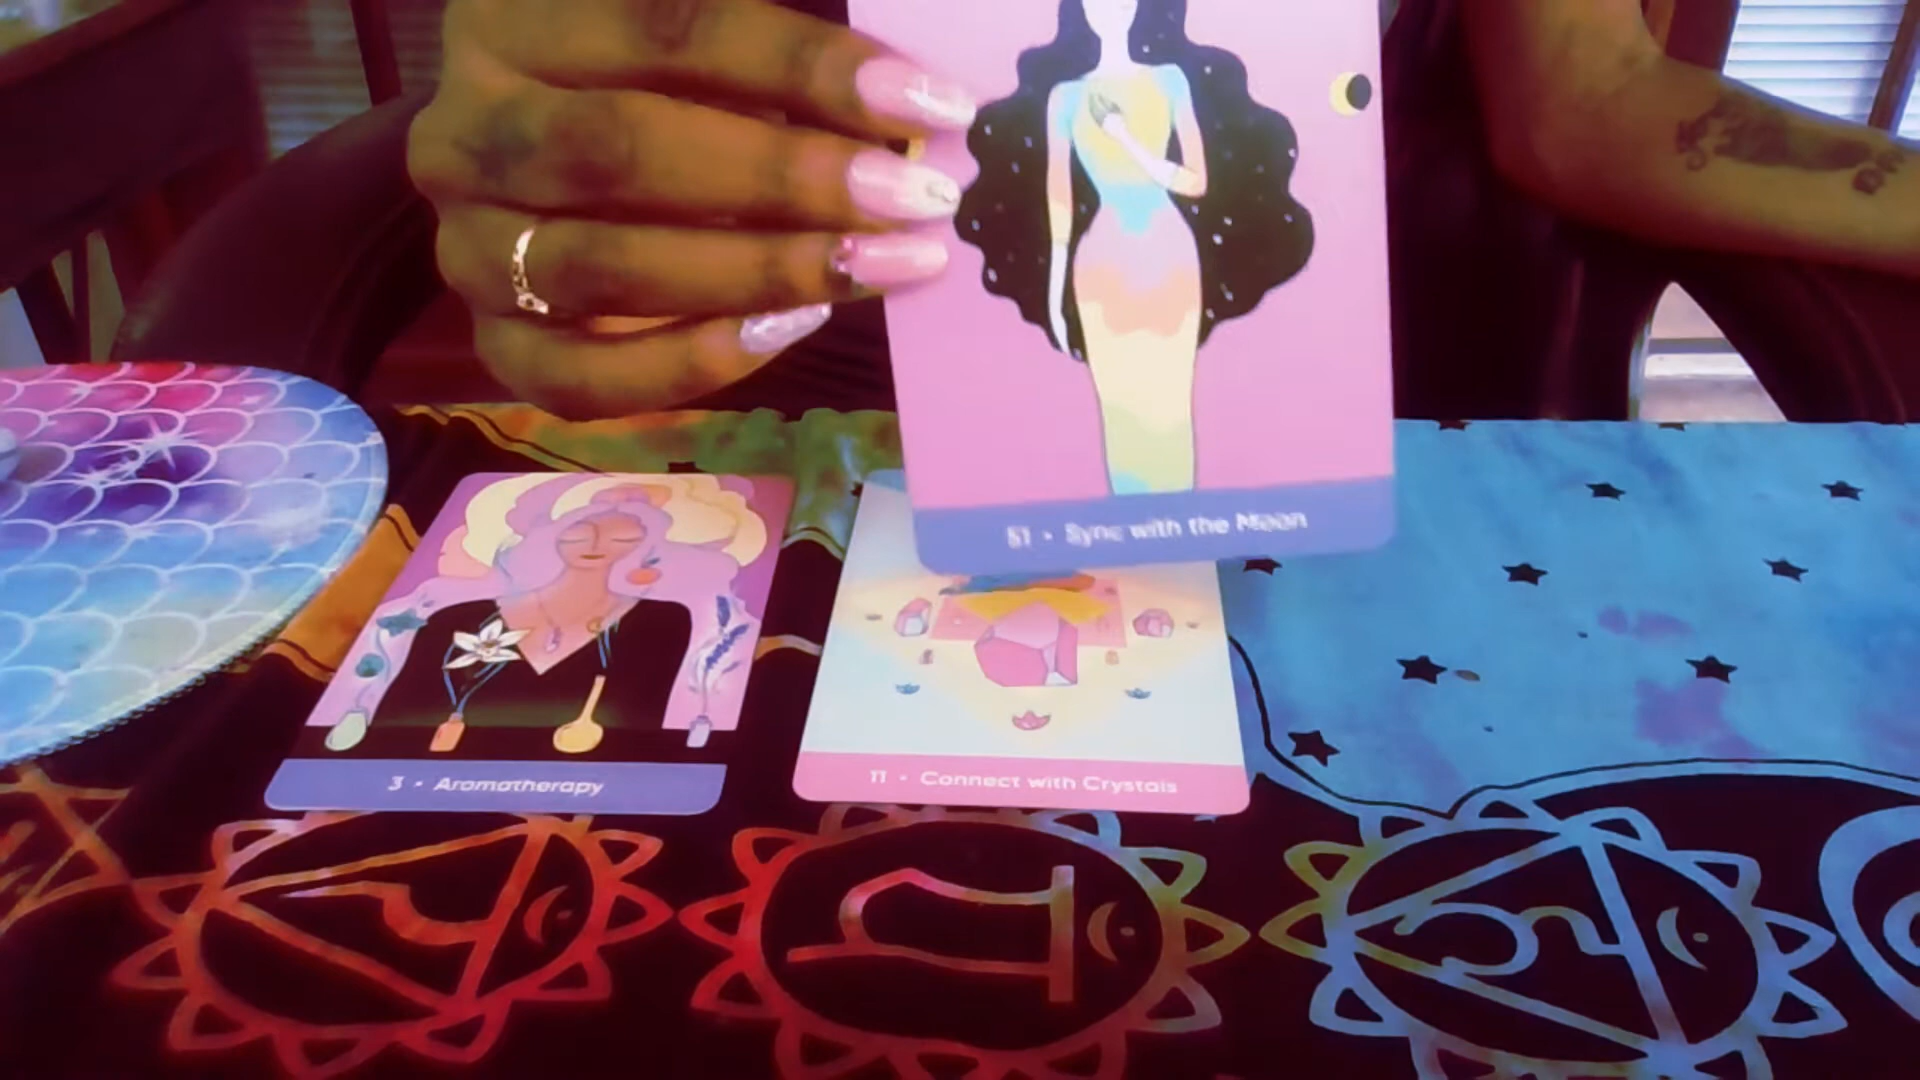 51 • Sync with the Moon
3 • Aromatherapy
11 • Connect with Crystals